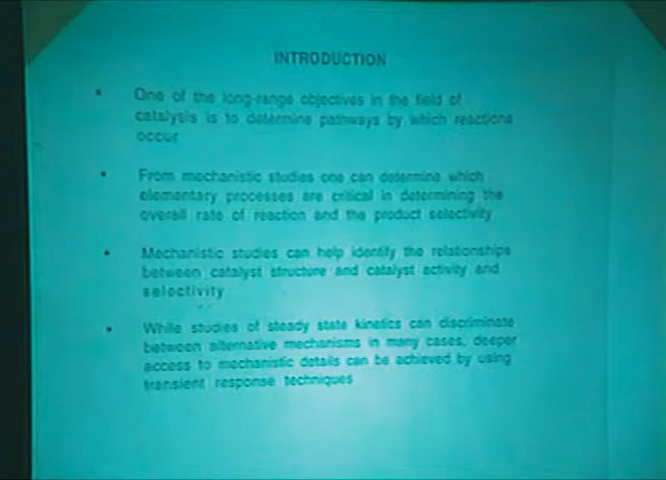 INTRODUCTION
• One of the long-range objectives in the field of
catalysis is to determine pathways by which reactions
occur
• From mechanistic studies one can determine which
elementary processes are critical in determining the
overall rate of reaction and the product selectivity
• Mechanistic studies can help identify the relationships
between catalyst structure and catalyst activity and
selectivity
• While studies of steady state kinetics can discriminate
between alternative mechanisms in many cases, deeper
access to mechanistic details can be achieved by using
transient response techniques